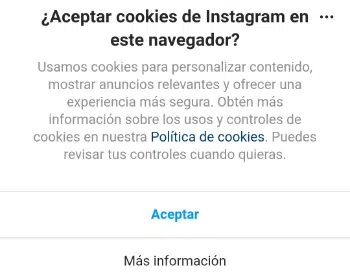 ¿Aceptar cookies de Instagram en
este navegador?
Usamos cookies para personalizar contenido,
mostrar anuncios relevantes y ofrecer una
experiencia más segura. Obtén más
información sobre los usos y controles de
cookies en nuestra Política de cookies. Puedes
revisar tus controles cuando quieras.
Aceptar
Más información